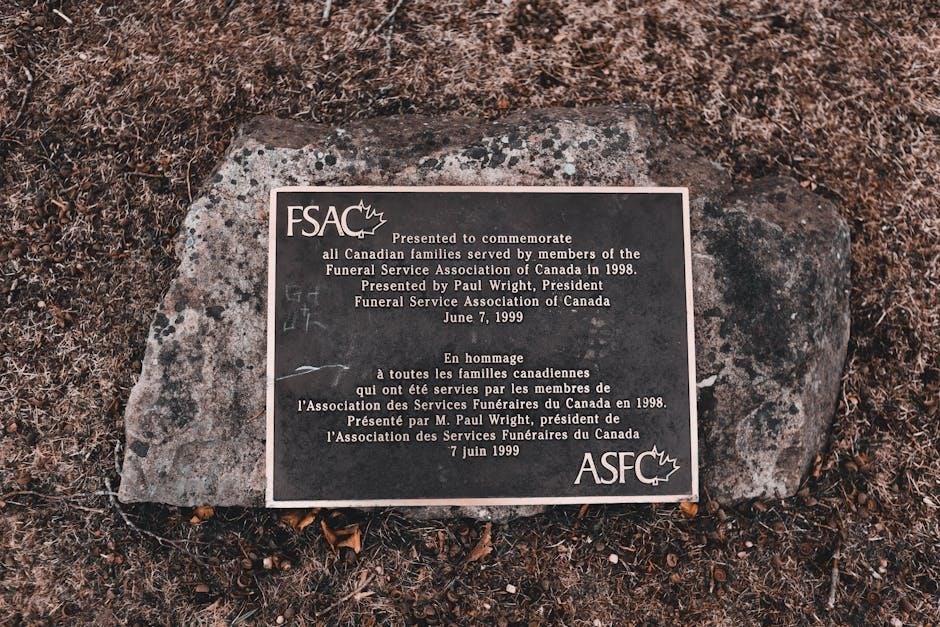 FSAC
Presented to commemorate
all Canadian families served by members of the
Funeral Service Association of Canada in 1998.
Presented by Paul Wright, President
Funeral Service Association of Canada
June 7, 1999
En hommage
à toutes les familles canadiennes
qui ont été servies par les membres de
l'Association des Services Funéraires du Canada en 1998.
Présenté par M. Paul Wright, président de
l'Association des Services Funéraires du Canada
7 juin 1999
ASFC